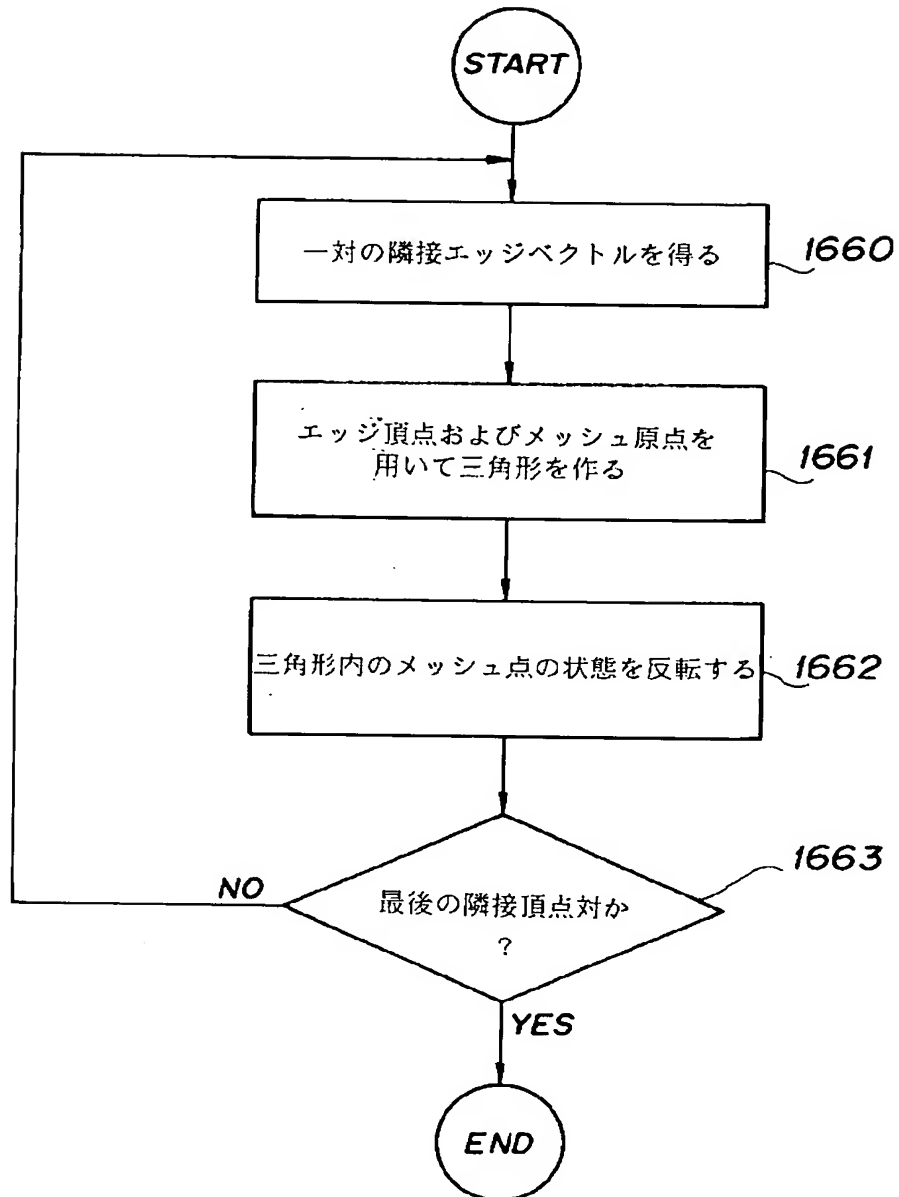 START
一対の隣接エッジベクトルを得る
1660
エッジ頂点およびメッシュ原点を
用いて三角形を作る
1661
三角形内のメッシュ点の状態を反転する
1662
最後の隣接頂点対か
?
1663
NO
YES
END